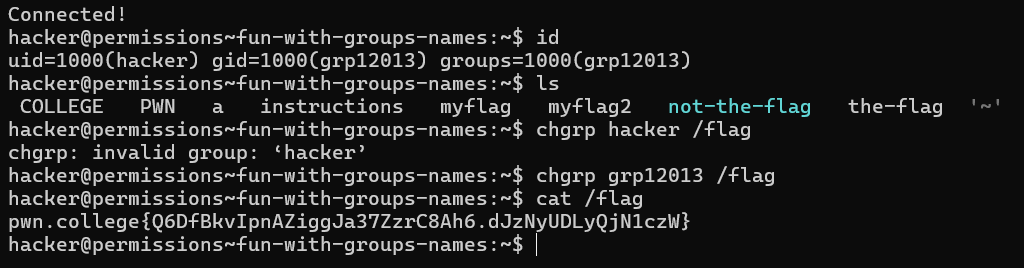 Connected!
hacker@permissions~fun-with-groups-names:~$ id
uid=1000(hacker) gid=1000(grp12013) groups=1000(grp12013)
hacker@permissions~fun-with-groups-names:~$ ls
 COLLEGE   PWN   a   instructions   myflag   myflag2   not-the-flag   the-flag  '~'
hacker@permissions~fun-with-groups-names:~$ chgrp hacker /flag
chgrp: invalid group: ‘hacker’
hacker@permissions~fun-with-groups-names:~$ chgrp grp12013 /flag
hacker@permissions~fun-with-groups-names:~$ cat /flag
pwn.college{Q6DfBkvIpnAZiggJa37ZzrC8Ah6.dJzNyUDLyQjN1czW}
hacker@permissions~fun-with-groups-names:~$